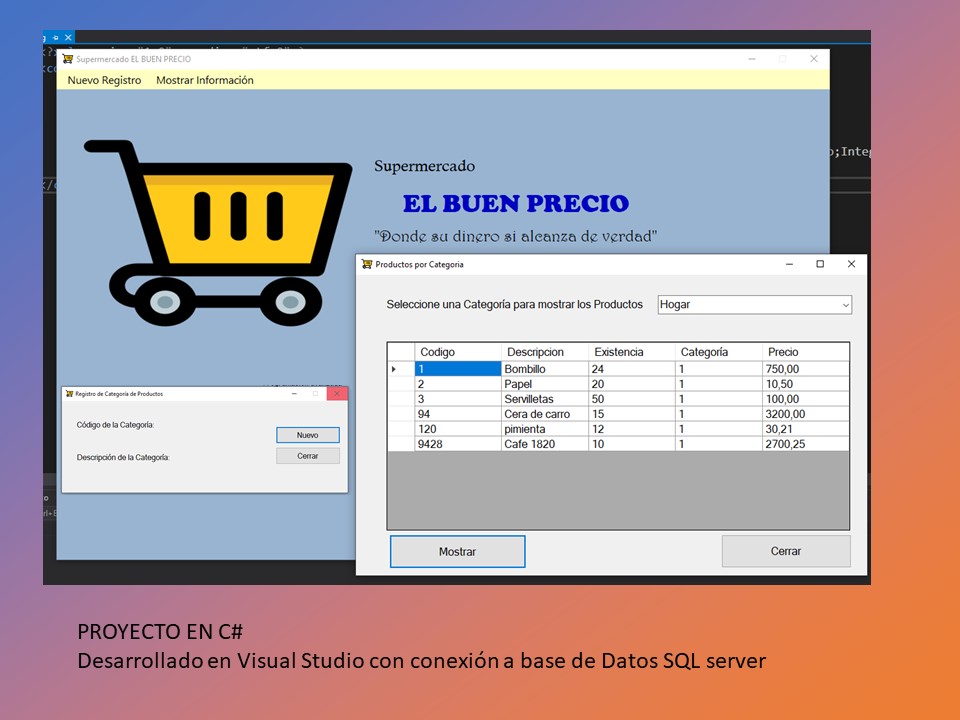 Supermercado EL BUEN PRECIO
Nuevo Registro Mostrar Información
Supermercado
EL BUEN PRECIO
"Donde su dinero si alcanza de verdad"
Productos por Categoria
Seleccione una Categoría para mostrar los Productos Hogar
Codigo Descripcion Existencia Categoría Precio
1 Bombillo 24 1 750,00
2 Papel 20 1 10,50
3 Servilletas 50 1 100,00
94 Cera de carro 15 1 3200,00
120 pimienta 12 1 30,21
9428 Cafe 1820 10 1 2700,25
Mostrar Cerrar
Registro de Categoría de Productos
Código de la Categoría:
Nuevo
Descripción de la Categoría:
Cerrar
PROYECTO EN C#
Desarrollado en Visual Studio con conexión a base de Datos SQL server